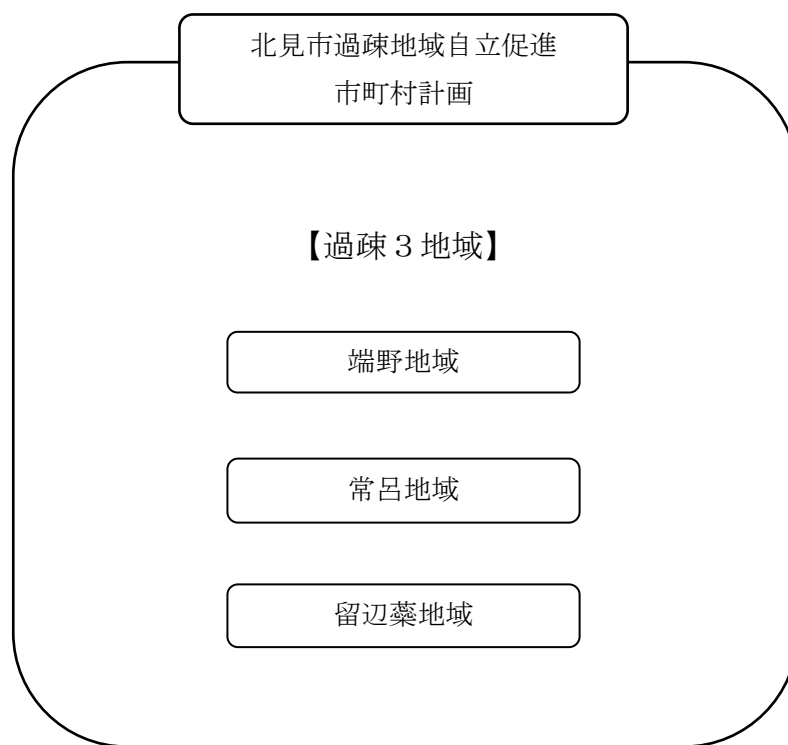 北見市過疎地域自立促進
市町村計画
【過疎３地域】
端野地域
常呂地域
留辺蘂地域